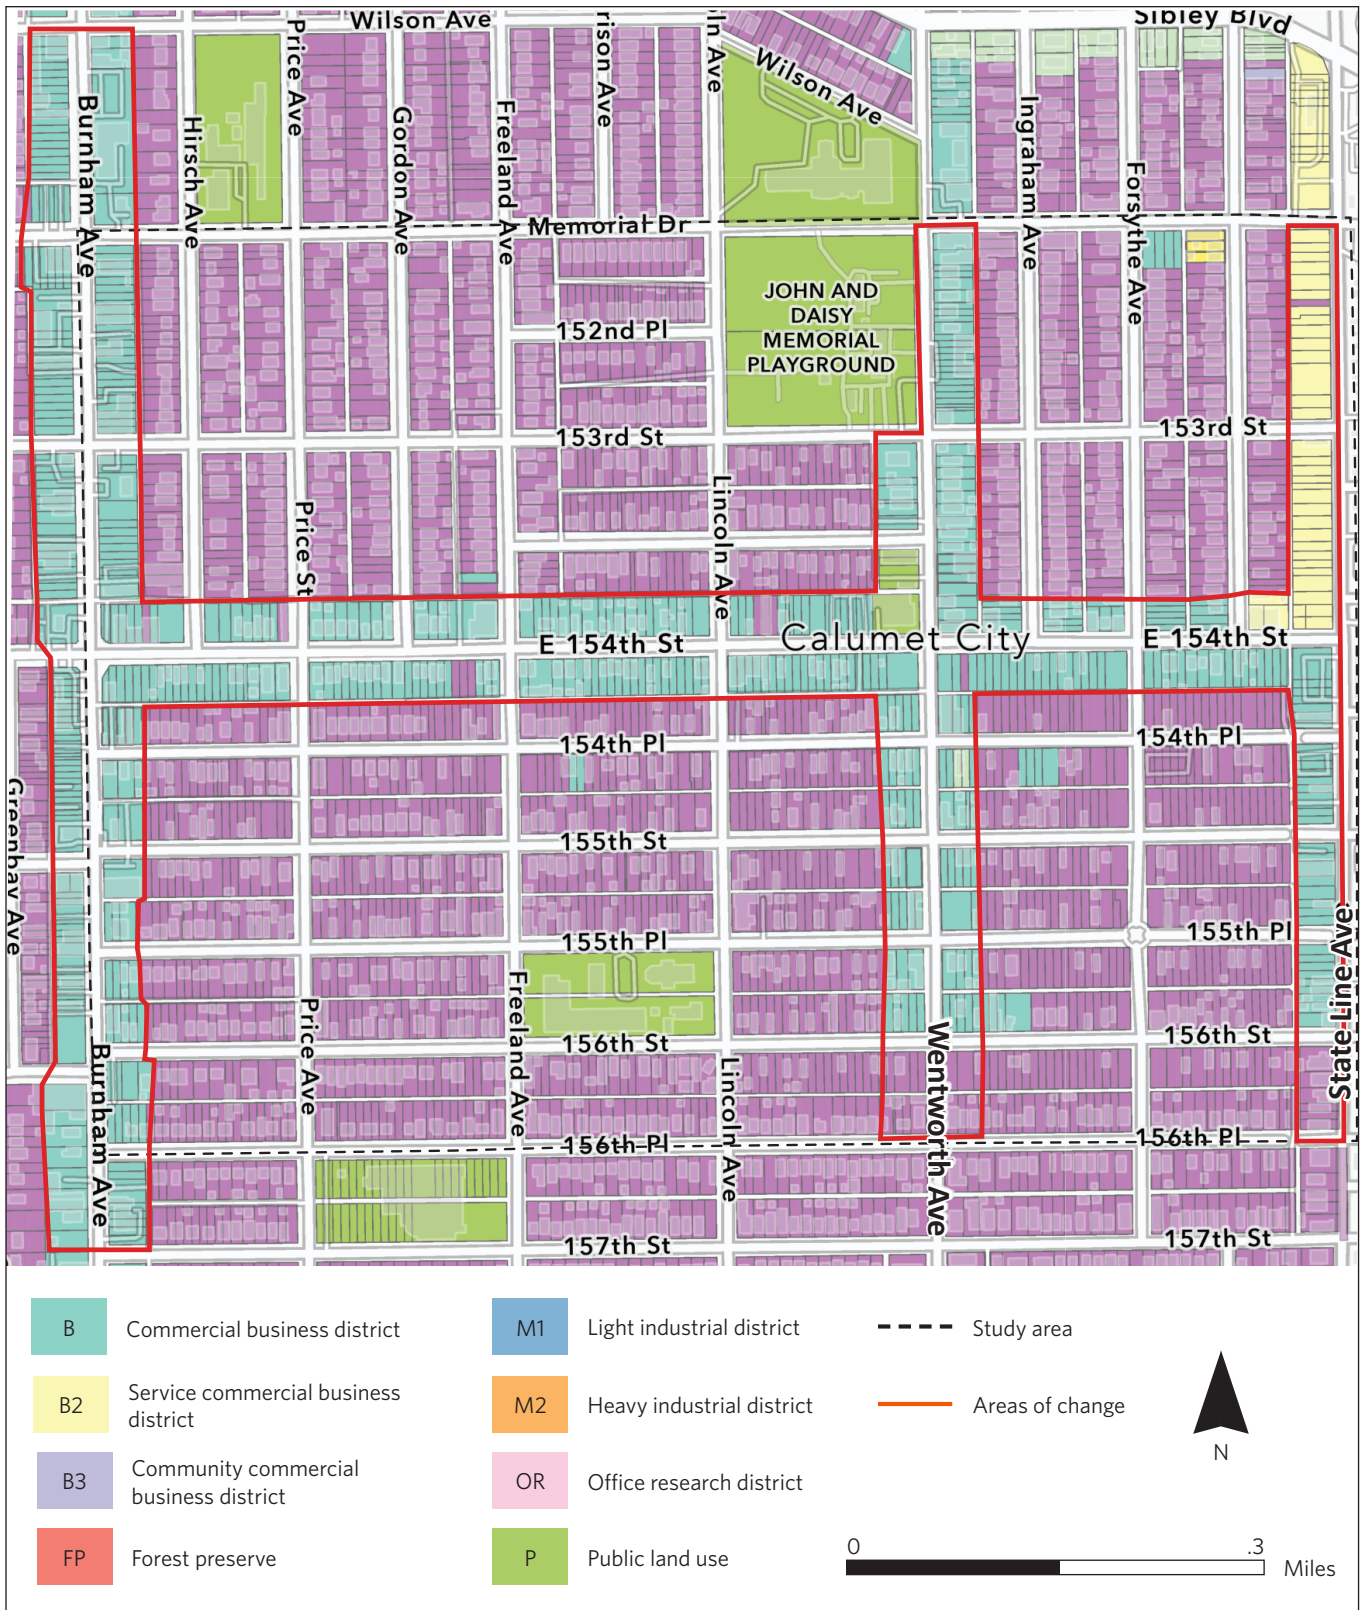 Wilson Ave
Sibley Blvd
Price Ave
rison Ave
ln Ave
Wilson Ave
Burnham Ave
Hirsch Ave
Gordon Ave
Freeland Ave
Ingraham Ave
Forsythe Ave
Memorial Dr
JOHN AND
DAISY
MEMORIAL
PLAYGROUND
152nd Pl
153rd St
153rd St
Price St
Lincoln Ave
E 154th St
Calumet City
E 154th St
154th Pl
154th Pl
Greenbay Ave
155th St
155th Pl
155th Pl
State Line Ave
Freeland Ave
Price Ave
156th St
156th St
Burnham Ave
Lincoln Ave
Wentworth Ave
156th Pl
156th Pl
157th St
157th St
B Commercial business district
B2 Service commercial business
district
B3 Community commercial
business district
FP Forest preserve
M1 Light industrial district
M2 Heavy industrial district
OR Office research district
P Public land use
Study area
Areas of change
N
0 .3
Miles